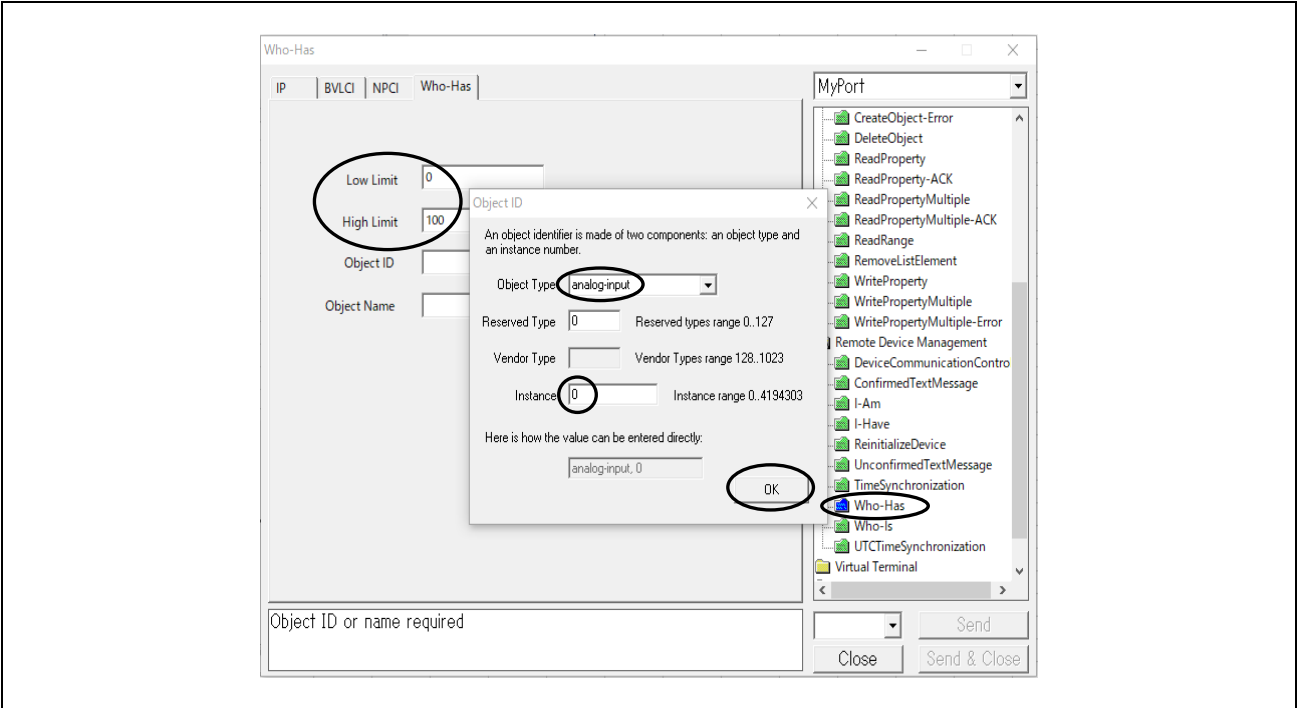 Who-Has
IP BVLCI NPCI Who-Has
Low Limit 0
High Limit 100
Object ID
Object Name
Object ID
An object identifier is made of two components: an object type and
an instance number.
Object Type analog-input
Reserved Type 0 Reserved types range 0..127
Vendor Type Vendor Types range 128..1023
Instance 0 Instance range 0..4194303
Here is how the value can be entered directly:
analog-input, 0
OK
MyPort
CreateObject-Error
DeleteObject
ReadProperty
ReadProperty-ACK
ReadPropertyMultiple
ReadPropertyMultiple-ACK
ReadRange
RemoveListElement
WriteProperty
WritePropertyMultiple
WritePropertyMultiple-Error
Remote Device Management
DeviceCommunicationContro
ConfirmedTextMessage
I-Am
I-Have
ReinitializeDevice
UnconfirmedTextMessage
TimeSynchronization
Who-Has
Who-Is
UTCTimeSynchronization
Virtual Terminal
Object ID or name required
Send
Close Send & Close